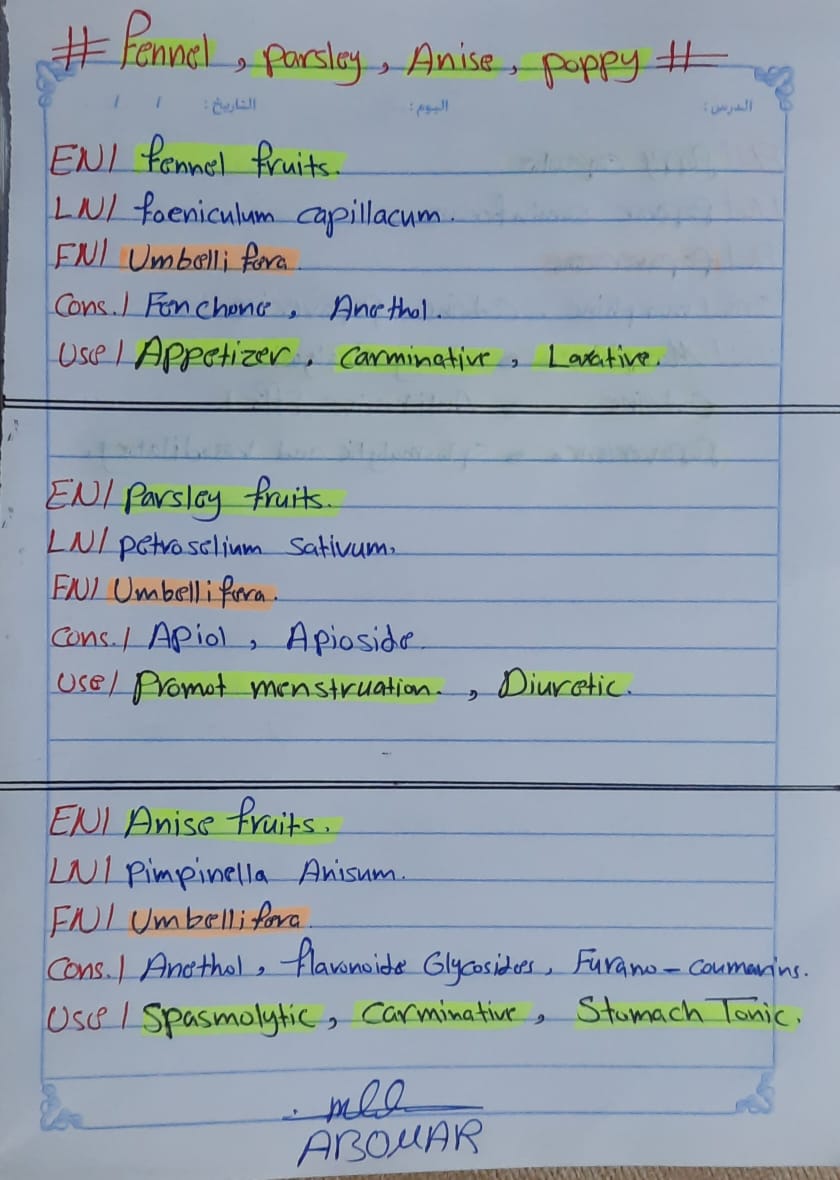 # Fennel, parsley, Anise, poppy #
الدرس: اليوم: التاريخ: / /
EN/ fennel fruits.
LN/ foeniculum capillacum.
FN/ Umbellifera
Cons./ Fenchone, Anethol.
Use/ Appetizer, Carminative, Laxative.
EN/ Parsley fruits.
LN/ petroselium sativum.
FN/ Umbellifera.
Cons./ Apiol, Apioside.
Use/ Promot menstruation., Diuretic.
EN/ Anise fruits.
LN/ Pimpinella Anisum.
FN/ Umbellifera
Cons./ Anethol, flavonoide Glycosides, Furano-coumarins.
Use/ Spasmolytic, Carminative, Stomach Tonic.
ABOMAR